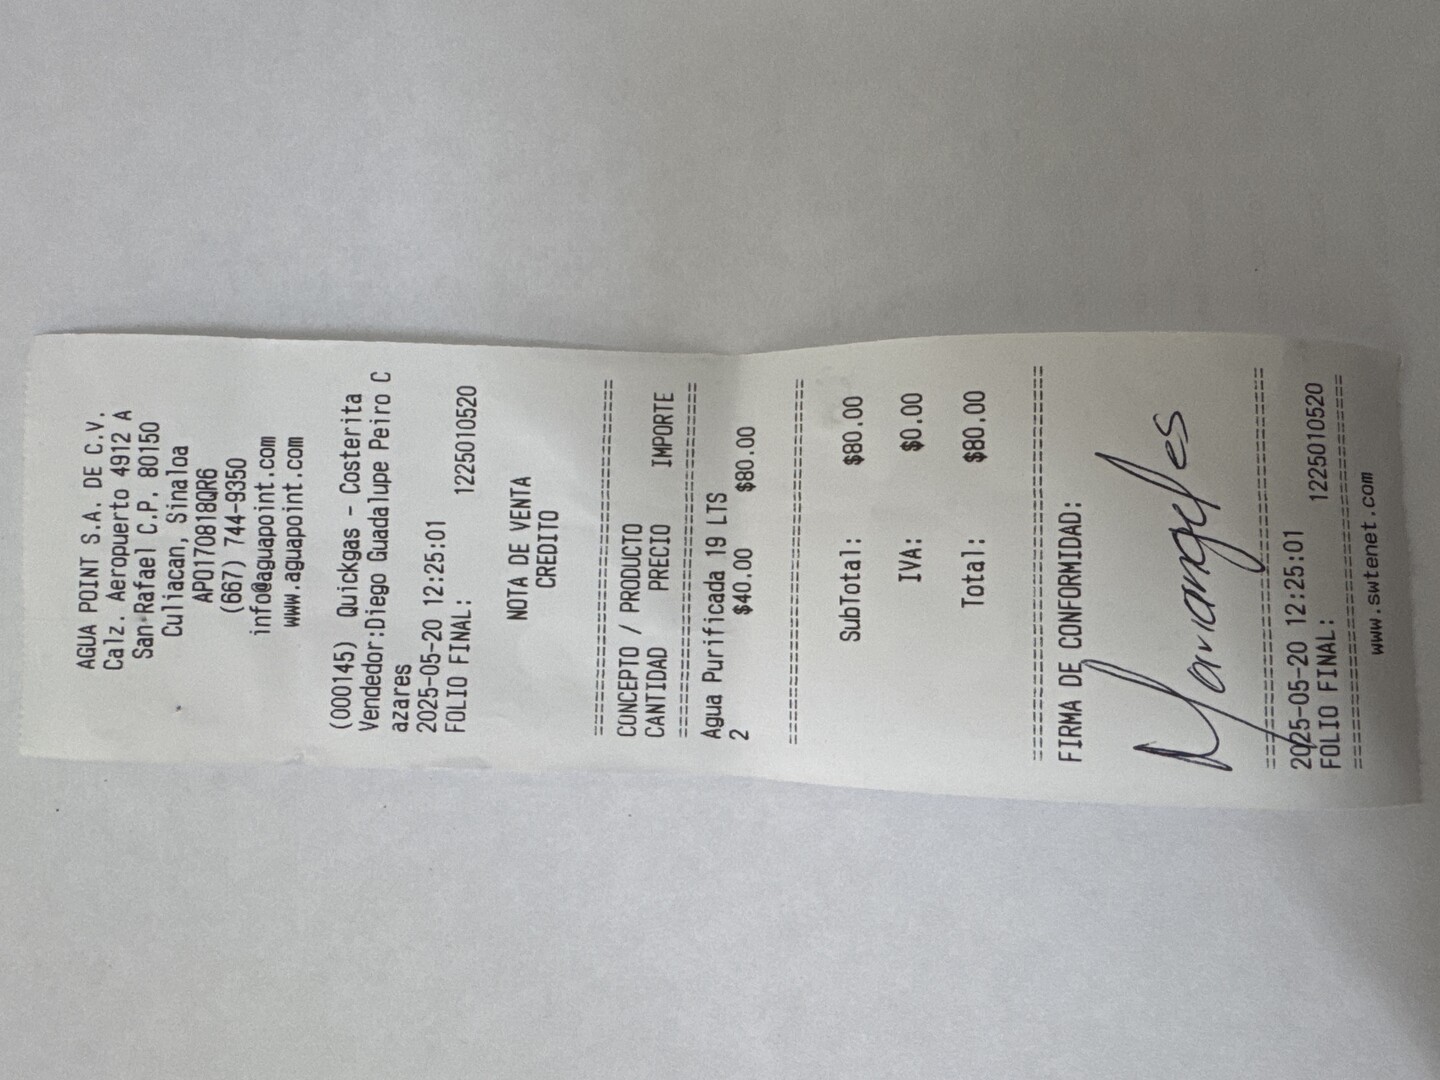 AGUA POINT S.A. DE C.V.
Calz. Aeropuerto 4912 A
San Rafael C.P. 80150
Culiacan, Sinaloa
APO170818QR6
(667) 744-9350
info@aguapoint.com
www.aguapoint.com
(000145) Quickgas - Costerita
Vendedor:Diego Guadalupe Peiro C
azares
2025-05-20 12:25:01
FOLIO FINAL: 1225010520
NOTA DE VENTA
CREDITO
================================
CONCEPTO / PRODUCTO
CANTIDAD PRECIO IMPORTE
================================
Agua Purificada 19 LTS
2 $40.00 $80.00
================================
SubTotal: $80.00
IVA: $0.00
Total: $80.00
================================
FIRMA DE CONFORMIDAD:
Mariangeles
================================
2025-05-20 12:25:01
FOLIO FINAL: 1225010520
================================
www.swtenet.com